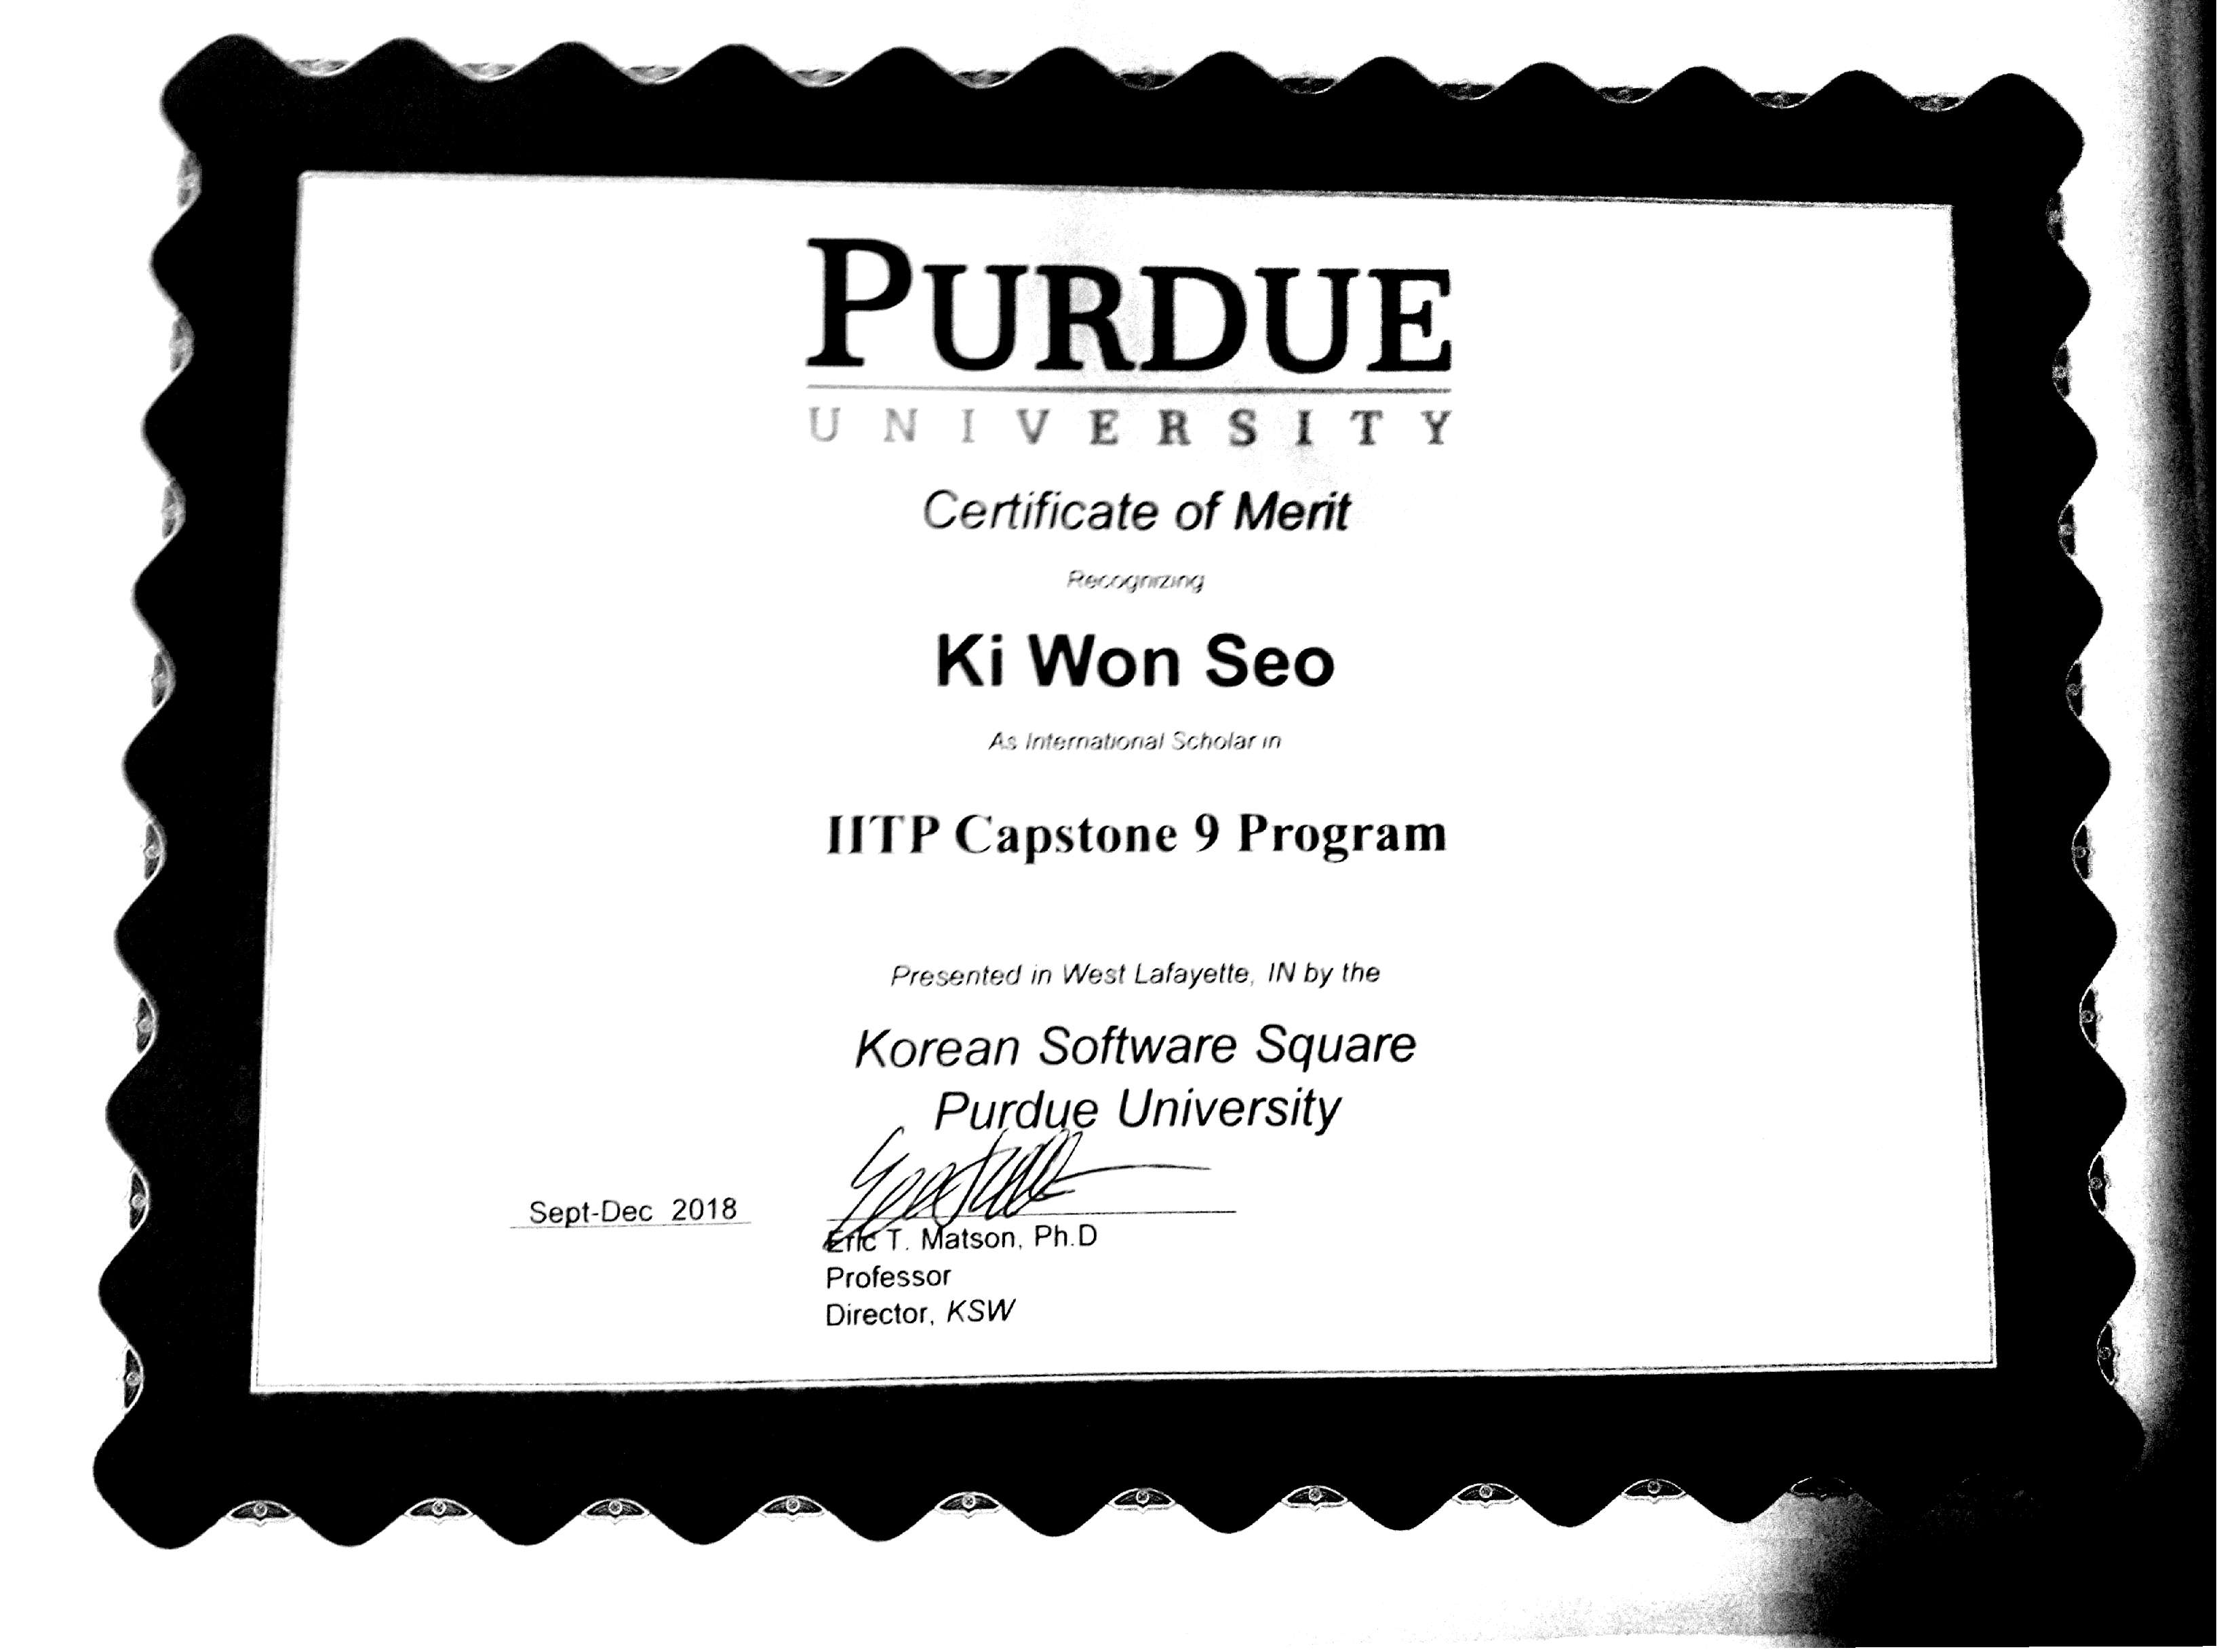 PURDUE
UNIVERSITY
Certificate of Merit
Recognizing
Ki Won Seo
As International Scholar in
IITP Capstone 9 Program
Presented in West Lafayette, IN by the
Korean Software Square
Purdue University
Sept-Dec 2018
Eric T. Matson, Ph.D
Professor
Director, KSW